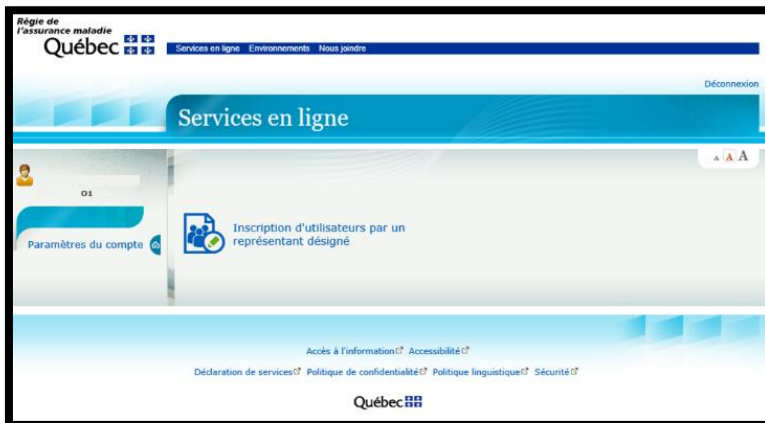 Régie de
l'assurance maladie
Québec
Services en ligne Environnements Nous joindre
Déconnexion
Services en ligne
A A A
01
Paramètres du compte
Inscription d'utilisateurs par un
représentant désigné
Accès à l'information Accessibilité
Déclaration de services Politique de confidentialité Politique linguistique Sécurité
Québec